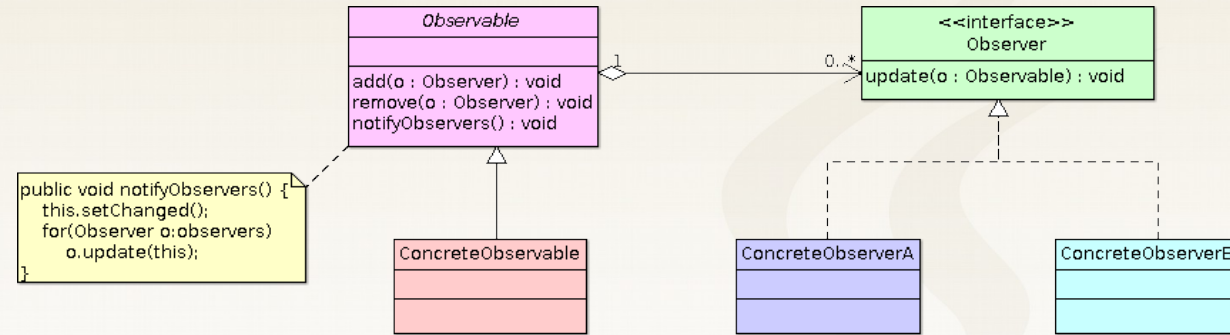 Observable
add(o : Observer) : void
remove(o : Observer) : void
notifyObservers() : void
1
0..*
<<interface>>
Observer
update(o : Observable) : void
public void notifyObservers() {
this.setChanged();
for(Observer o:observers)
o.update(this);
}
ConcreteObservable
ConcreteObserverA
ConcreteObserverB